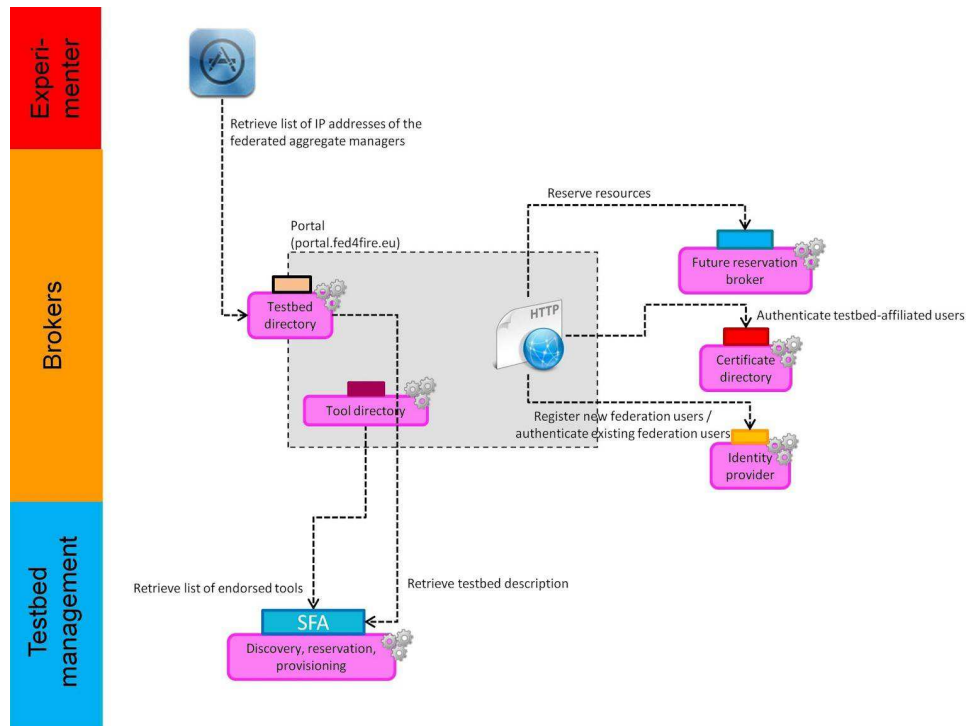 Experi-
menter
Retrieve list of IP addresses of the
federated aggregate managers
Brokers
Reserve resources
Portal
(portal.fed4fire.eu)
Future reservation
broker
Testbed
directory
HTTP
Authenticate testbed-affiliated users
Certificate
directory
Tool directory
Register new federation users /
authenticate existing federation users
Identity
provider
Testbed
management
Retrieve list of endorsed tools
Retrieve testbed description
SFA
Discovery, reservation,
provisioning